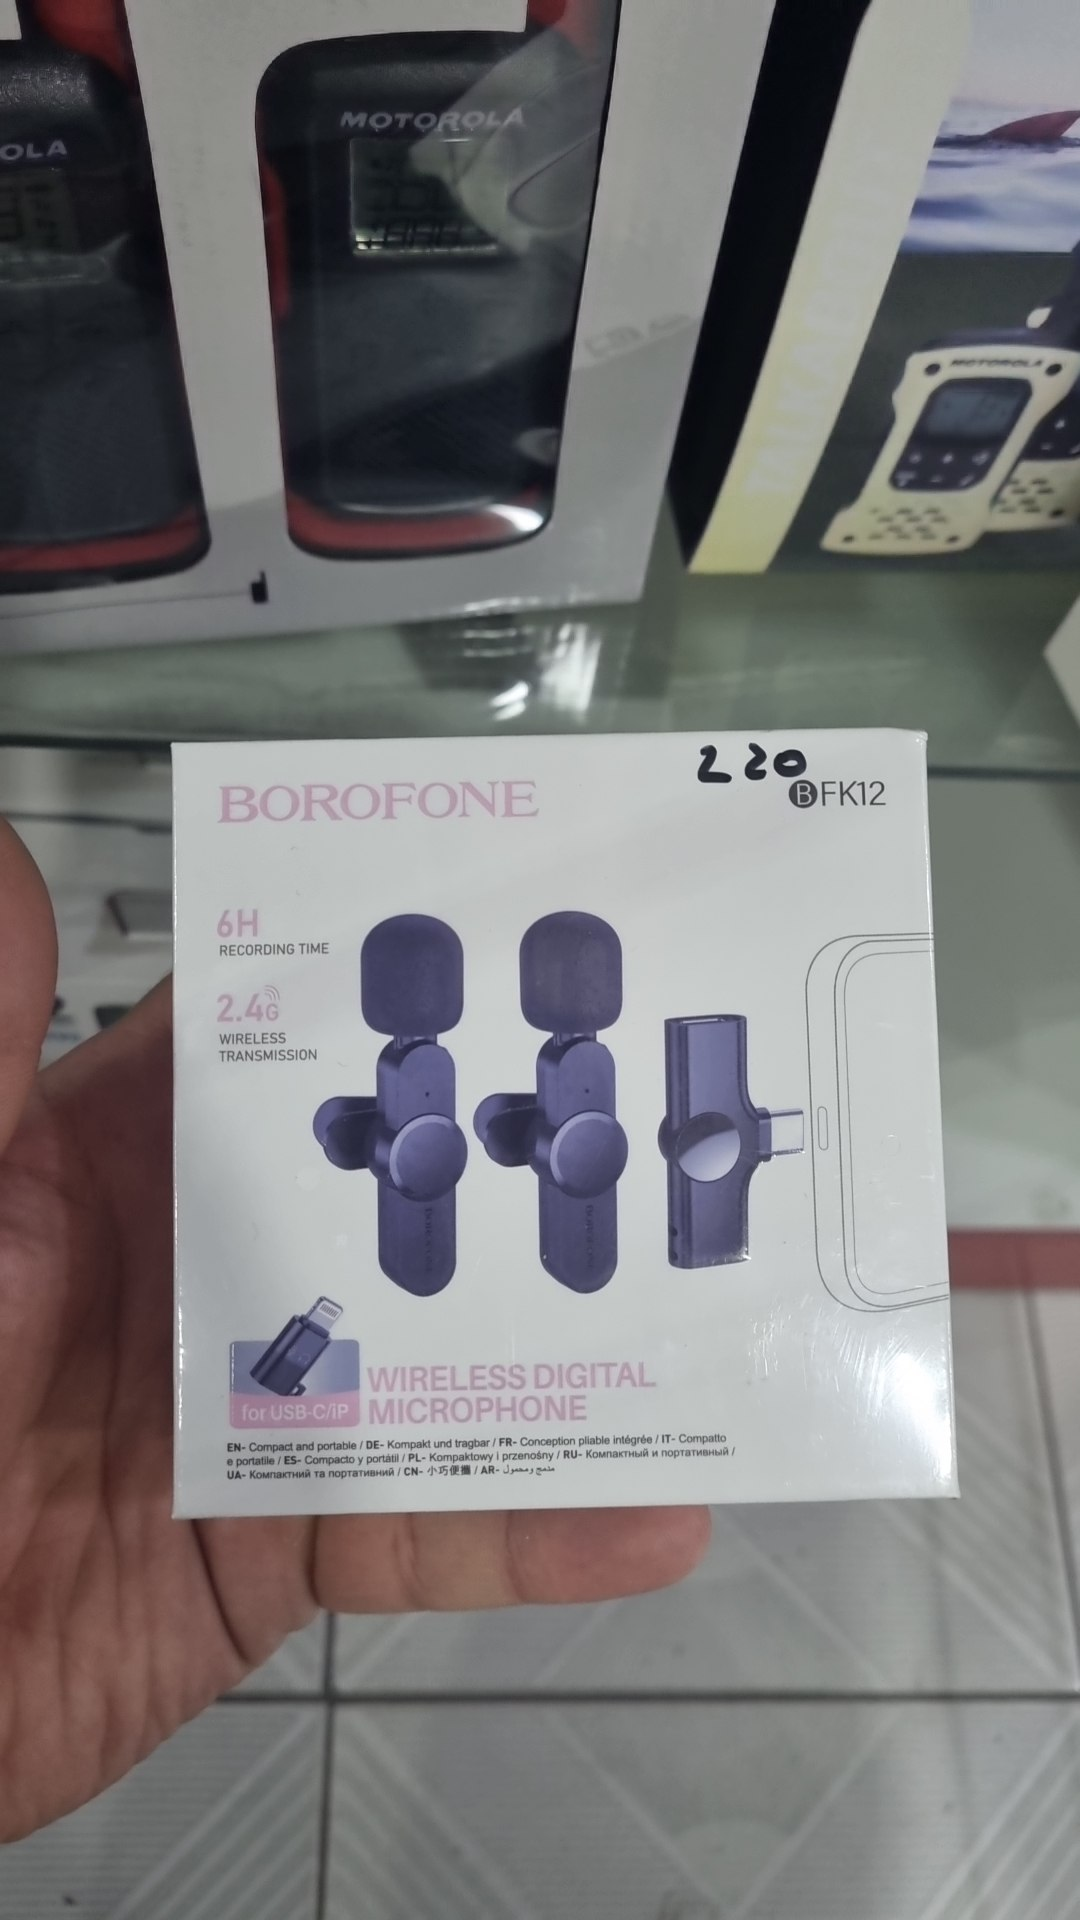 OLA
MOTOROLA
MOTOROLA
BOROFONE
220
BFK12
6H
RECORDING TIME
2.4G
WIRELESS
TRANSMISSION
for USB-C/iP
WIRELESS DIGITAL
MICROPHONE
EN- Compact and portable / DE- Kompakt und tragbar / FR- Conception pliable intégrée / IT- Compatto
e portatile / ES- Compacto y portátil / PL- Kompaktowy i przenośny / RU- Компактный и портативный /
UA- Компактний та портативний / CN- 小巧便攜 / AR- مدمج ومحمول